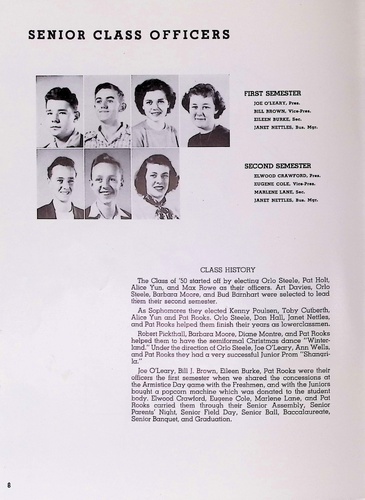 SENIOR CLASS OFFICERS
FIRST SEMESTER
JOE O'LEARY, Pres.
BILL BROWN, Vice-Pres.
EILEEN BURKE, Sec.
JANET NETTLES, Bus. Mgr.
SECOND SEMESTER
ELWOOD CRAWFORD, Pres.
EUGENE COLE, Vice-Pres.
MARLENE LANE, Sec.
JANET NETTLES, Bus. Mgr.
CLASS HISTORY
The Class of '50 started off by electing Orlo Steele, Pat Holt,
Alice Yun, and Max Rowe as their officers. Art Davies, Orlo
Steele, Barbara Moore, and Bud Barnhart were selected to lead
them their second semester.
As Sophomores they elected Kenny Poulsen, Toby Cutberth,
Alice Yun and Pat Rooks. Orlo Steele, Don Hall, Janet Nettles,
and Pat Rooks helped them finish their years as lowerclassmen.
Robert Pickthall, Barbara Moore, Diane Montre, and Pat Rooks
helped them to have the semiformal Christmas dance "Winter-
land." Under the direction of Orlo Steele, Joe O'Leary, Ann Wells,
and Pat Rooks they had a very successful Junior Prom "Shangri-
la."
Joe O'Leary, Bill J. Brown, Eileen Burke, Pat Rooks were their
officers the first semester when we shared the concessions at
the Armistice Day game with the Freshmen, and with the Juniors
bought a popcorn machine which was donated to the student
body. Elwood Crawford, Eugene Cole, Marlene Lane, and Pat
Rooks carried them through their Senior Assembly, Senior
Parents' Night, Senior Field Day, Senior Ball, Baccalaureate,
Senior Banquet, and Graduation.
8